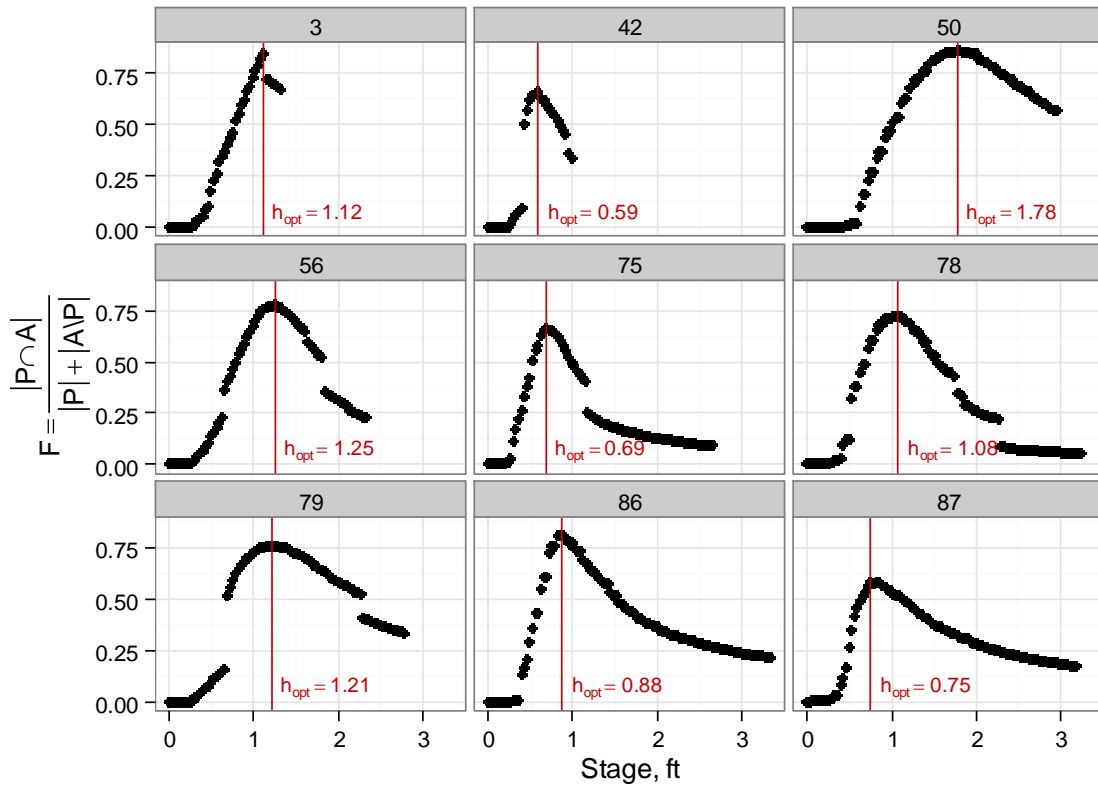 3 42 50
0.75
0.50
0.25
0.00
h_opt = 1.12 h_opt = 0.59 h_opt = 1.78
56 75 78
0.75
0.50
0.25
0.00
h_opt = 1.25 h_opt = 0.69 h_opt = 1.08
79 86 87
0.75
0.50
0.25
0.00
h_opt = 1.21 h_opt = 0.88 h_opt = 0.75
0 1 2 3 0 1 2 3 0 1 2 3
Stage, ft
F = |P∩A| / |P| + |A\P|